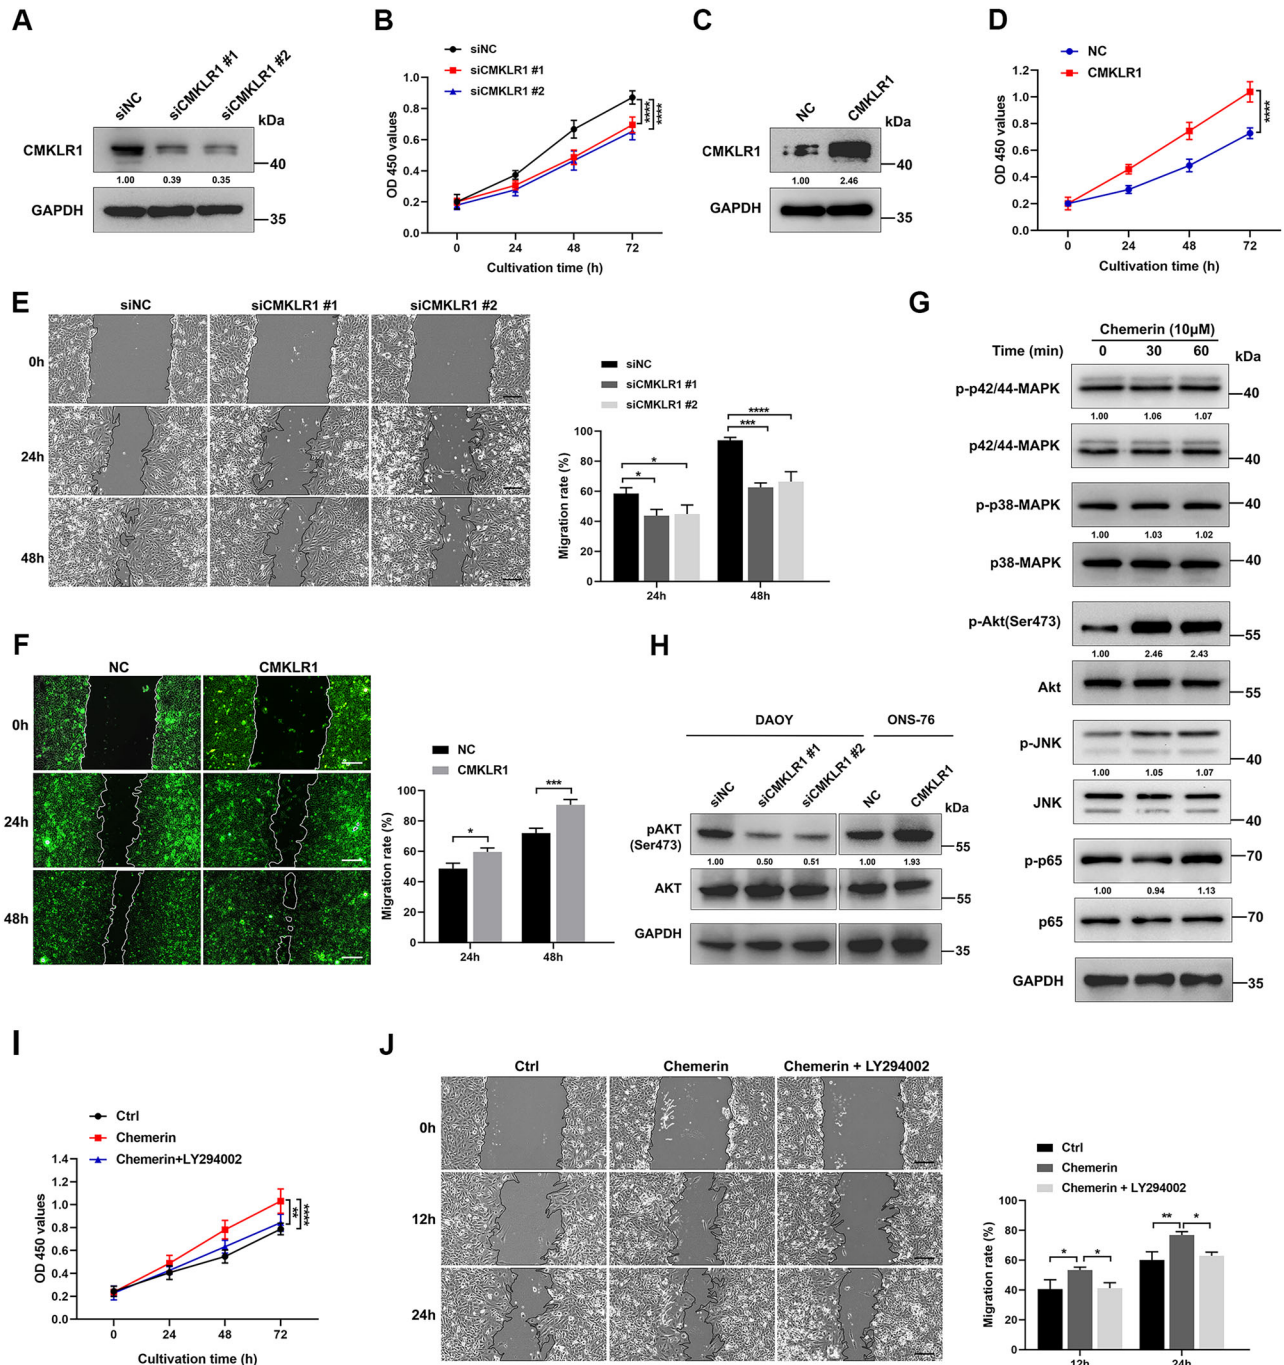 A
siNC
siCMKLR1 #1
siCMKLR1 #2
kDa
CMKLR1
40
1.00 0.39 0.35
GAPDH
35
B
siNC
siCMKLR1 #1
siCMKLR1 #2
OD 450 values
1.0
0.8
0.6
0.4
0.2
0.0
****
****
0 24 48 72
Cultivation time (h)
C
NC
CMKLR1
kDa
CMKLR1
40
1.00 2.46
GAPDH
35
D
NC
CMKLR1
OD 450 values
1.2
1.0
0.8
0.6
0.4
0.2
0.0
****
0 24 48 72
Cultivation time (h)
E
siNC siCMKLR1 #1 siCMKLR1 #2
0h
24h
48h
siNC
siCMKLR1 #1
siCMKLR1 #2
Migration rate (%)
100
80
60
40
20
0
*
*
****
***
24h 48h
F
NC CMKLR1
0h
24h
48h
NC
CMKLR1
Migration rate (%)
100
80
60
40
20
0
*
***
24h 48h
G
Chemerin (10μM)
Time (min) 0 30 60 kDa
p-p42/44-MAPK 40
1.00 1.06 1.07
p42/44-MAPK 40
p-p38-MAPK 40
1.00 1.03 1.02
p38-MAPK 40
p-Akt(Ser473) 55
1.00 2.46 2.43
Akt 55
p-JNK 40
1.00 1.05 1.07
JNK
p-p65 70
1.00 0.94 1.13
p65 70
GAPDH 35
H
DAOY ONS-76
siNC
siCMKLR1 #1
siCMKLR1 #2
NC
CMKLR1
kDa
pAKT
(Ser473)
55
1.00 0.50 0.51 1.00 1.93
AKT 55
GAPDH 35
I
Ctrl
Chemerin
Chemerin+LY294002
OD 450 values
1.4
1.2
1.0
0.8
0.6
0.4
0.2
0.0
**
****
0 24 48 72
Cultivation time (h)
J
Ctrl Chemerin Chemerin + LY294002
0h
12h
24h
Ctrl
Chemerin
Chemerin + LY294002
Migration rate (%)
100
80
60
40
20
0
* *
** *
12h 24h